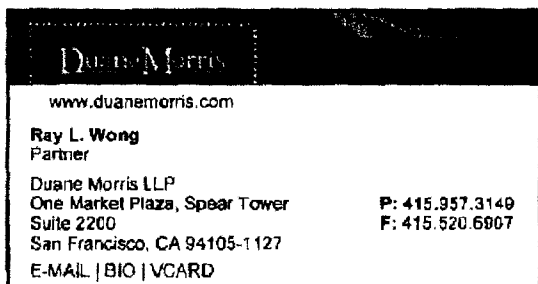 Duane Morris
www.duanemorris.com
Ray L. Wong
Partner
Duane Morris LLP
One Market Plaza, Spear Tower
Suite 2200
San Francisco, CA 94105-1127
P: 415.957.3149
F: 415.520.6907
E-MAIL | BIO | VCARD